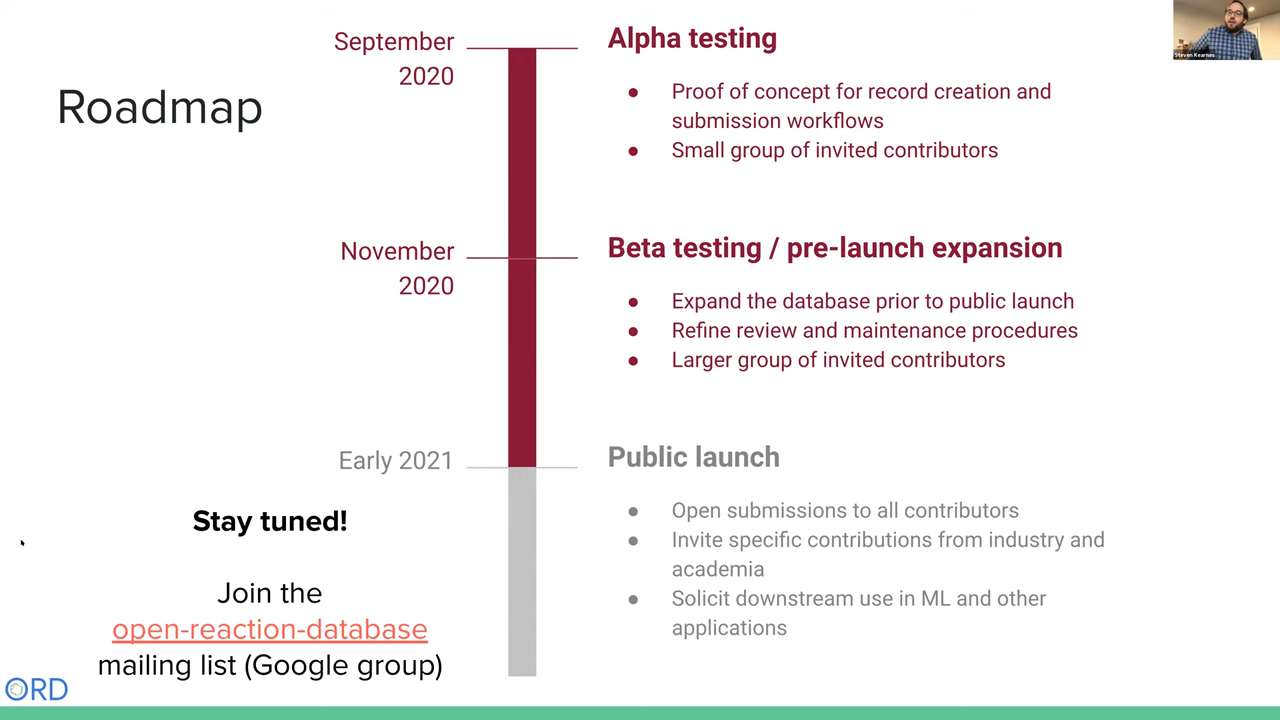 Roadmap
September
2020
Alpha testing
● Proof of concept for record creation and
submission workflows
● Small group of invited contributors
November
2020
Beta testing / pre-launch expansion
● Expand the database prior to public launch
● Refine review and maintenance procedures
● Larger group of invited contributors
Early 2021
Public launch
● Open submissions to all contributors
● Invite specific contributions from industry and
academia
● Solicit downstream use in ML and other
applications
Stay tuned!
Join the
open-reaction-database
mailing list (Google group)
ORD
Steven Kearnes